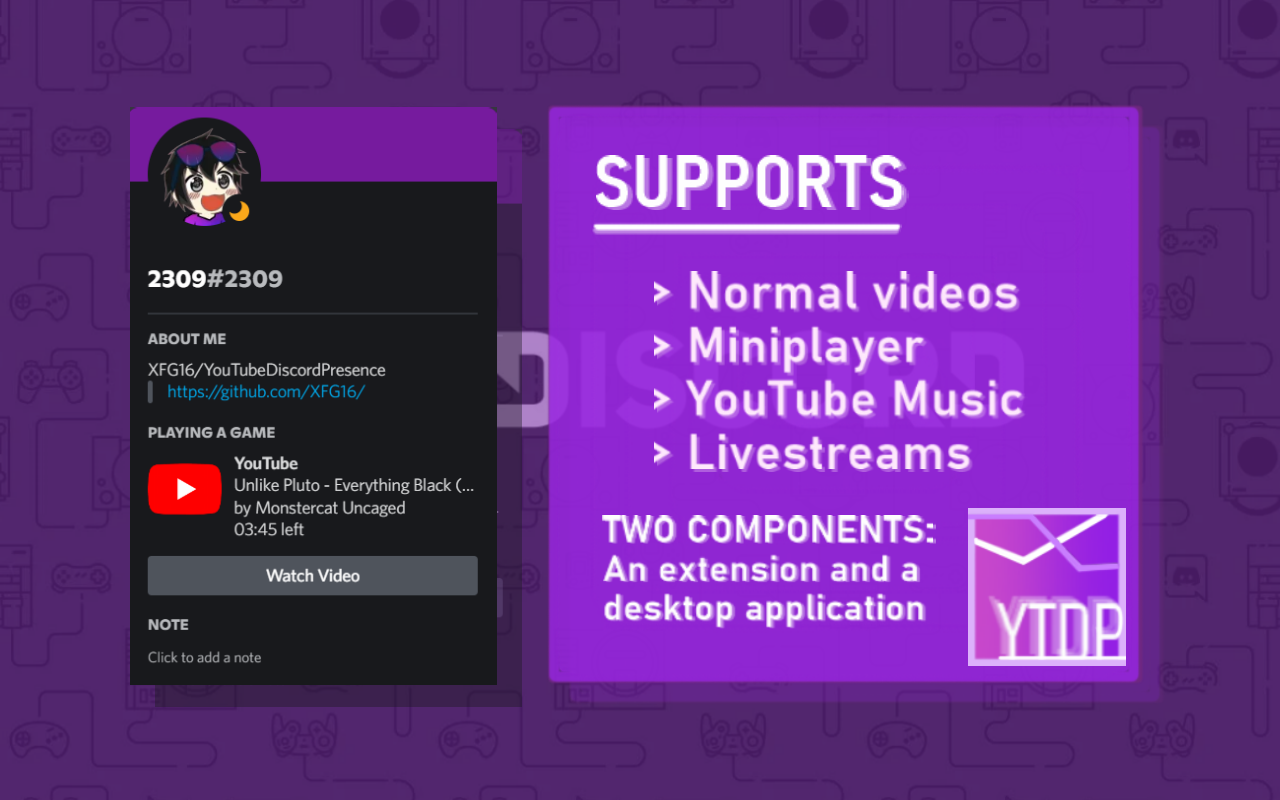 2309#2309
ABOUT ME
XFG16/YouTubeDiscordPresence
https://github.com/XFG16/
PLAYING A GAME
YouTube
Unlike Pluto - Everything Black (...
by Monstercat Uncaged
03:45 left
Watch Video
NOTE
Click to add a note
DISCORD
SUPPORTS
> Normal videos
> Miniplayer
> YouTube Music
> Livestreams
TWO COMPONENTS:
An extension and a
desktop application
YTDP